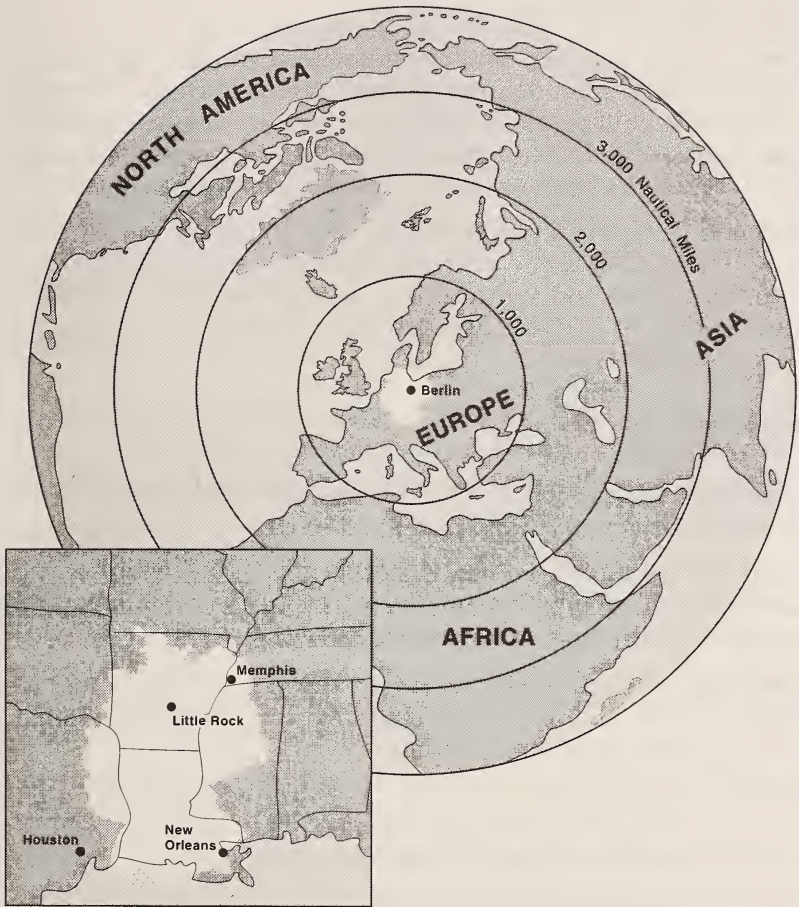 NORTH AMERICA
3,000 Nautical Miles
2,000
1,000
ASIA
Berlin
EUROPE
AFRICA
Memphis
Little Rock
Houston
New
Orleans